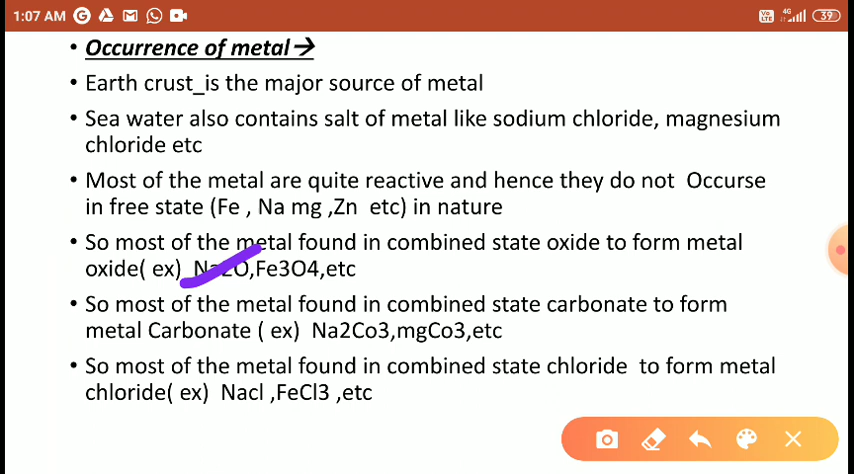 1:07 AM Vo LTE 4G 39
• Occurrence of metal→
• Earth crust_is the major source of metal
• Sea water also contains salt of metal like sodium chloride, magnesium
chloride etc
• Most of the metal are quite reactive and hence they do not Occurse
in free state (Fe , Na mg ,Zn etc) in nature
• So most of the metal found in combined state oxide to form metal
oxide( ex) Na2O,Fe3O4,etc
• So most of the metal found in combined state carbonate to form
metal Carbonate ( ex) Na2Co3,mgCo3,etc
• So most of the metal found in combined state chloride to form metal
chloride( ex) Nacl ,FeCl3 ,etc